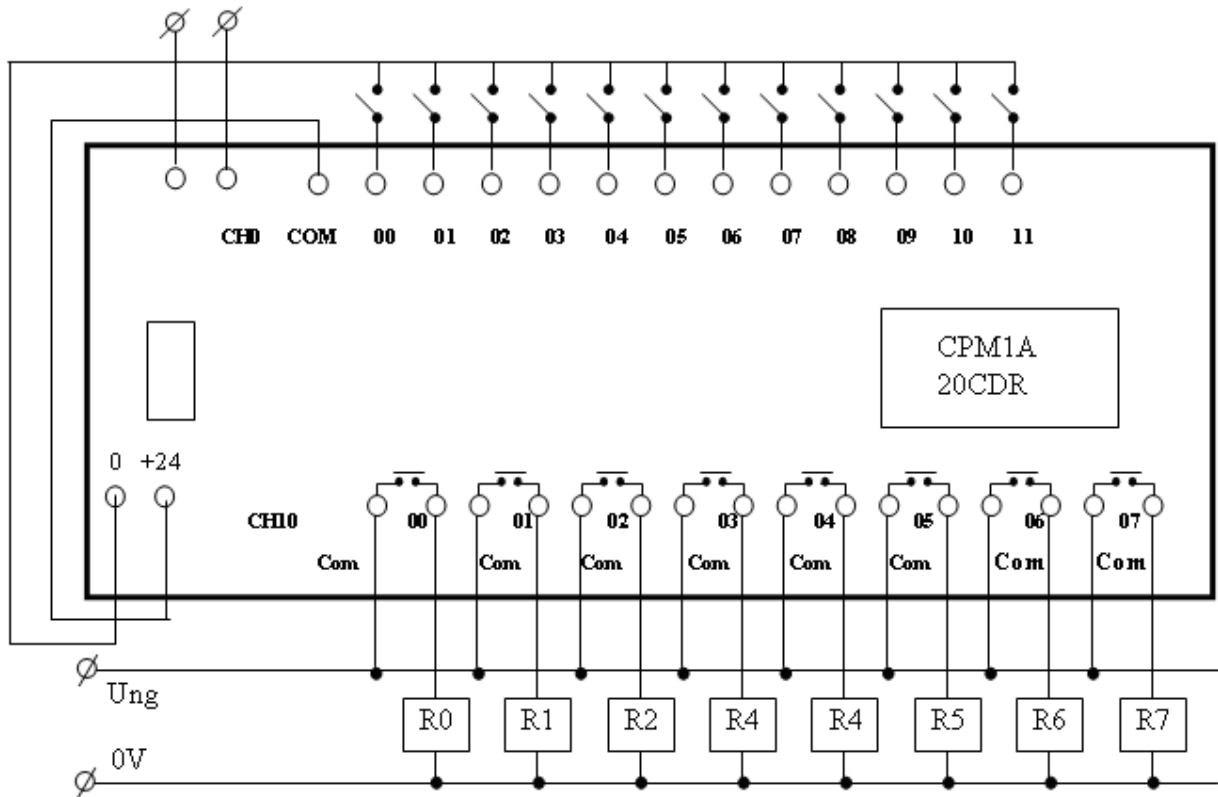 CH0 COM 00 01 02 03 04 05 06 07 08 09 10 11
CPM1A
20CDR
0 +24
CH10 00 01 02 03 04 05 06 07
Com Com Com Com Com Com Com Com
Ung
R0 R1 R2 R4 R4 R5 R6 R7
0V